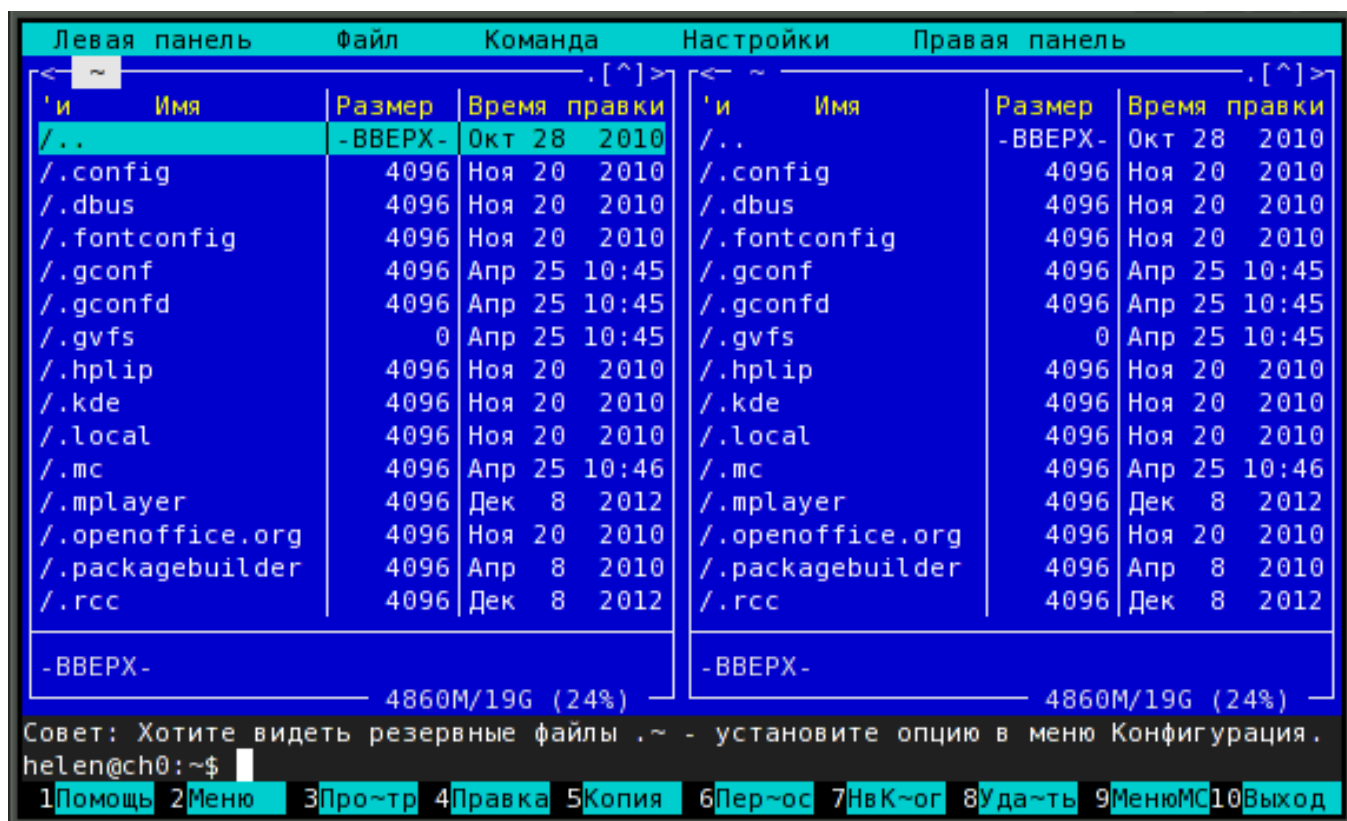 Левая панель Файл Команда Настройки Правая панель
<─ ~ .[^]> <─ ~ .[^]>
'и Имя Размер Время правки 'и Имя Размер Время правки
/.. -ВВЕРХ- Окт 28 2010 /.. -ВВЕРХ- Окт 28 2010
/.config 4096 Ноя 20 2010 /.config 4096 Ноя 20 2010
/.dbus 4096 Ноя 20 2010 /.dbus 4096 Ноя 20 2010
/.fontconfig 4096 Ноя 20 2010 /.fontconfig 4096 Ноя 20 2010
/.gconf 4096 Апр 25 10:45 /.gconf 4096 Апр 25 10:45
/.gconfd 4096 Апр 25 10:45 /.gconfd 4096 Апр 25 10:45
/.gvfs 0 Апр 25 10:45 /.gvfs 0 Апр 25 10:45
/.hplip 4096 Ноя 20 2010 /.hplip 4096 Ноя 20 2010
/.kde 4096 Ноя 20 2010 /.kde 4096 Ноя 20 2010
/.local 4096 Ноя 20 2010 /.local 4096 Ноя 20 2010
/.mc 4096 Апр 25 10:46 /.mc 4096 Апр 25 10:46
/.mplayer 4096 Дек 8 2012 /.mplayer 4096 Дек 8 2012
/.openoffice.org 4096 Ноя 20 2010 /.openoffice.org 4096 Ноя 20 2010
/.packagebuilder 4096 Апр 8 2010 /.packagebuilder 4096 Апр 8 2010
/.rcc 4096 Дек 8 2012 /.rcc 4096 Дек 8 2012
-ВВЕРХ- -ВВЕРХ-
4860M/19G (24%) 4860M/19G (24%)
Совет: Хотите видеть резервные файлы .~ - установите опцию в меню Конфигурация.
helen@ch0:~$
1Помощь 2Меню 3Про~тр 4Правка 5Копия 6Пер~ос 7НвК~ог 8Уда~ть 9МенюMC 10Выход